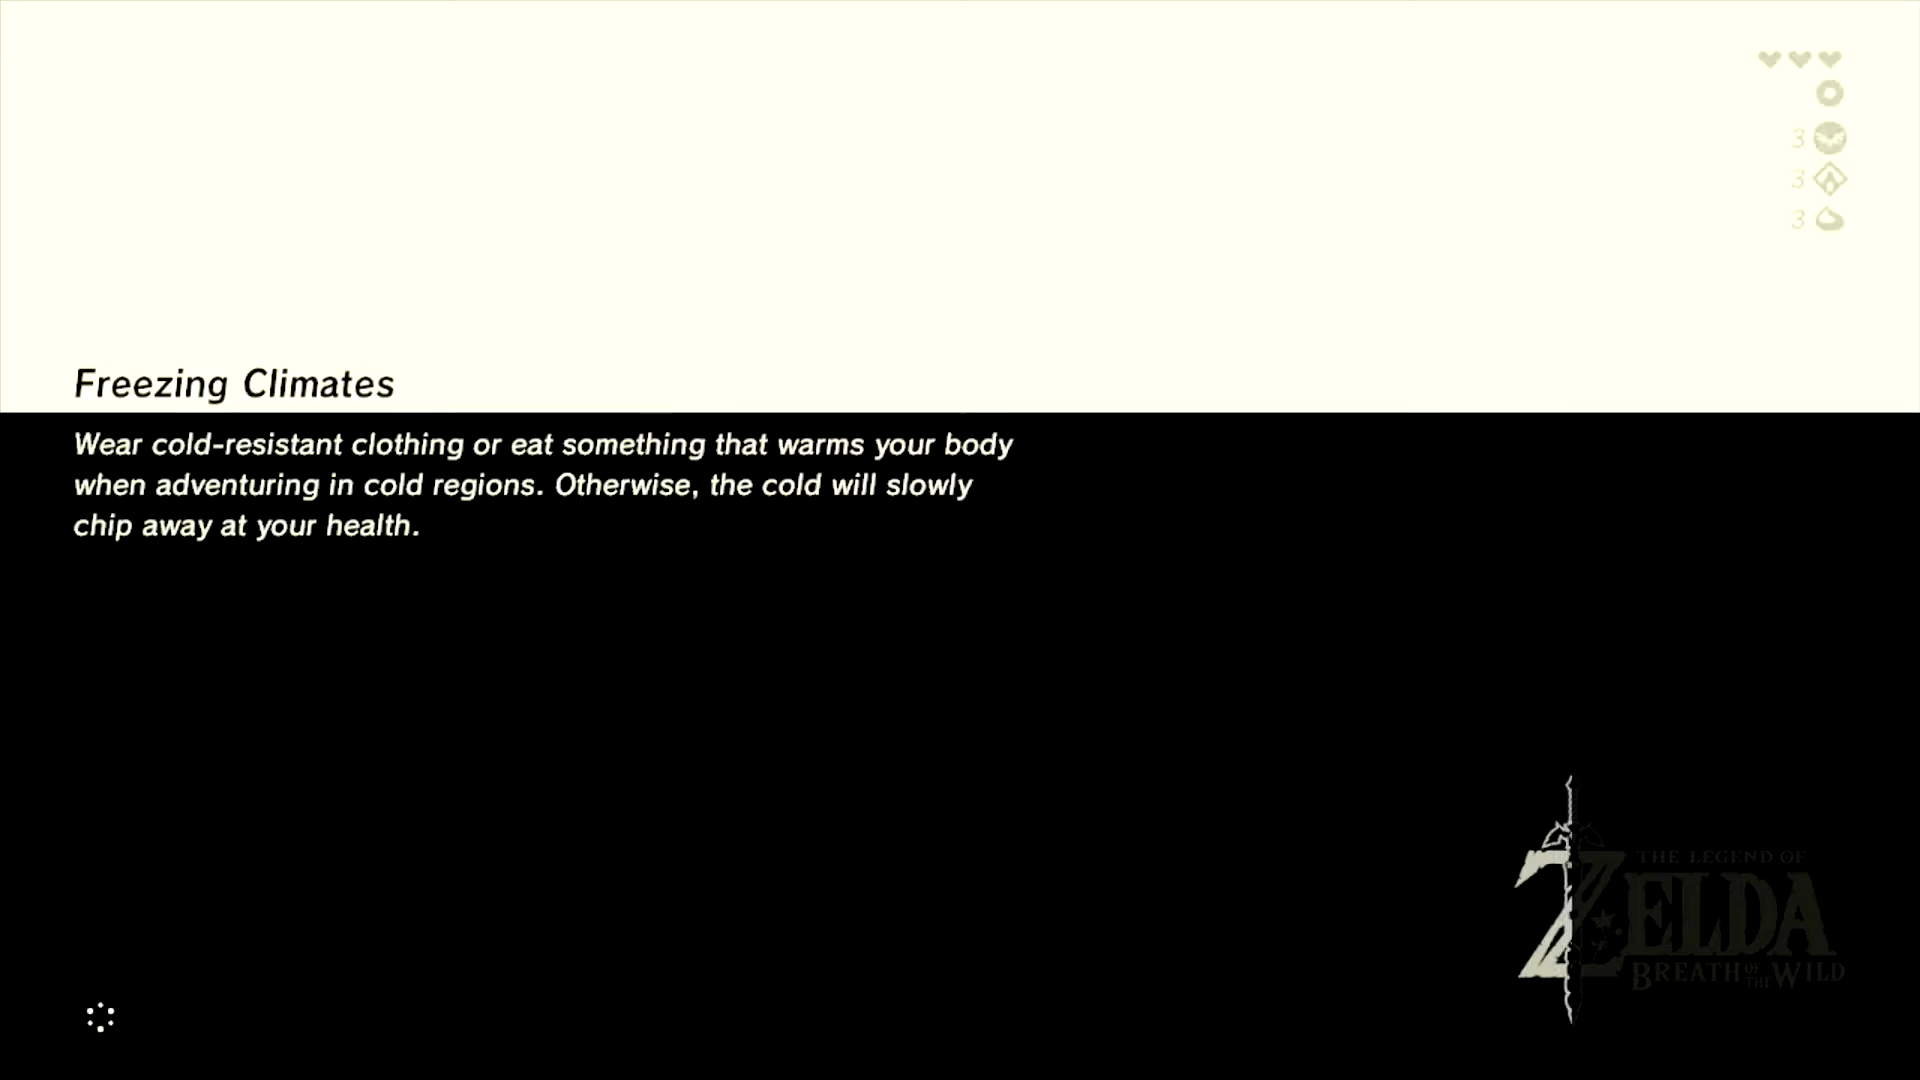 3
3
3
Freezing Climates
Wear cold-resistant clothing or eat something that warms your body
when adventuring in cold regions. Otherwise, the cold will slowly
chip away at your health.
THE LEGEND OF
ZELDA
BREATH OF THE WILD